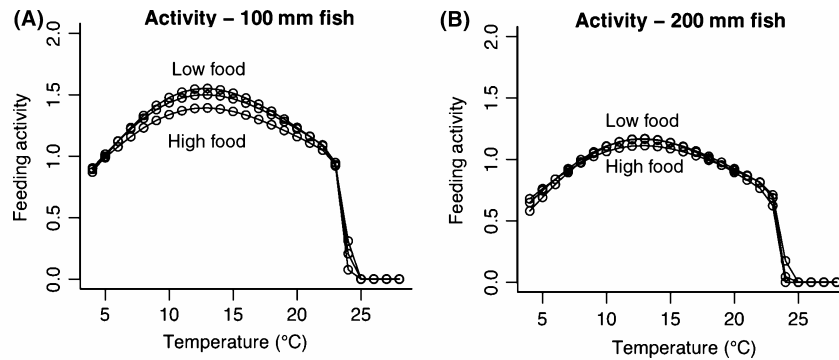 (A) Activity – 100 mm fish
2.0
1.5
1.0
0.5
0.0
Feeding activity
Low food
High food
5 10 15 20 25
Temperature (°C)
(B) Activity – 200 mm fish
2.0
1.5
1.0
0.5
0.0
Feeding activity
Low food
High food
5 10 15 20 25
Temperature (°C)